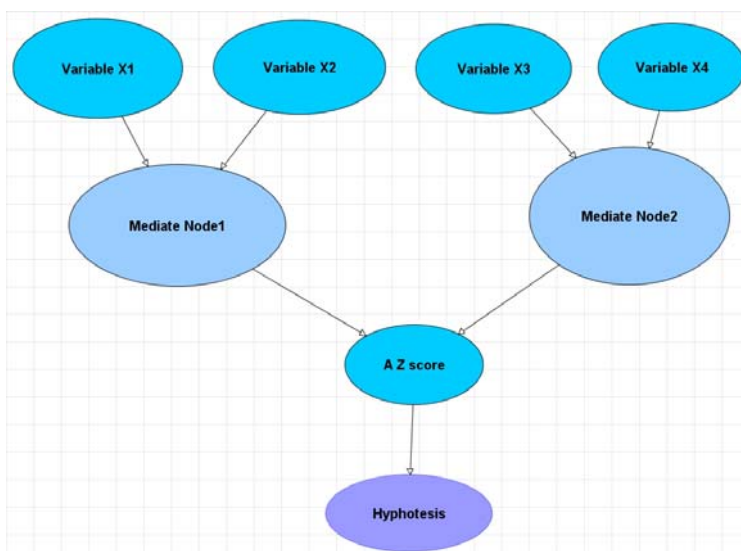 Variable X1
Variable X2
Variable X3
Variable X4
Mediate Node1
Mediate Node2
A Z score
Hyphotesis